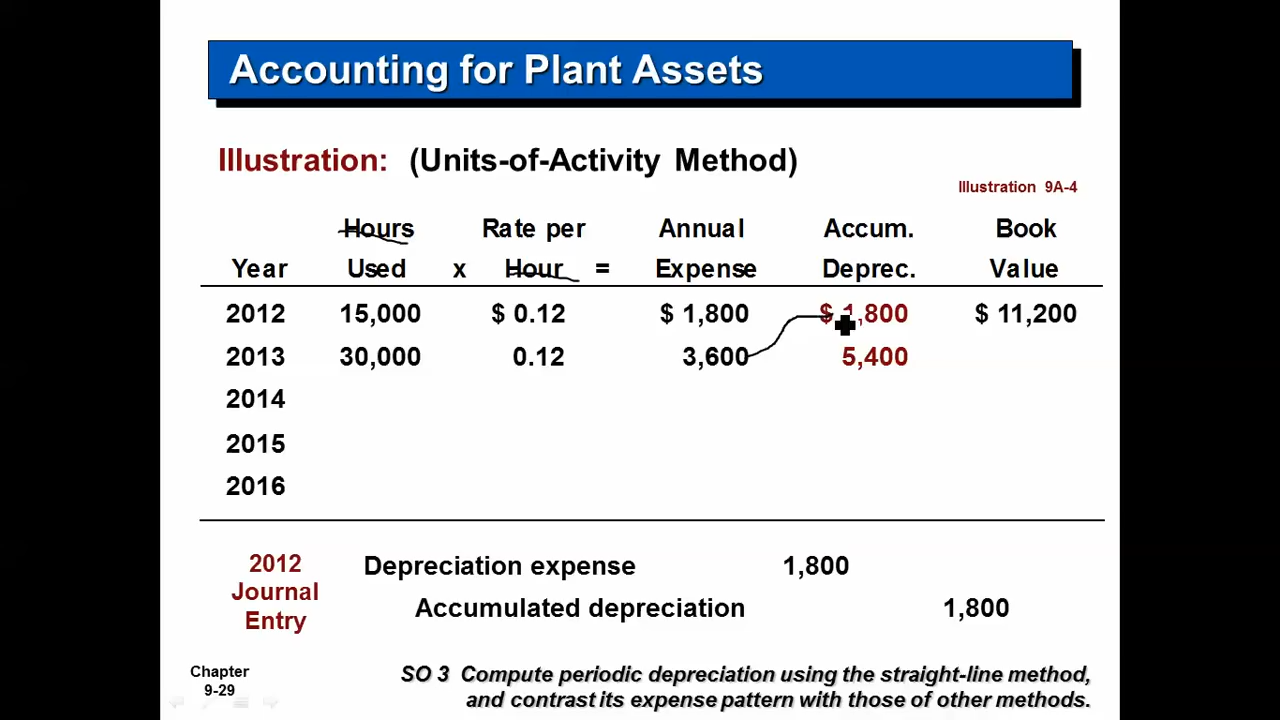 Accounting for Plant Assets
Illustration: (Units-of-Activity Method)
Illustration 9A-4
Hours Rate per Annual Accum. Book
Year Used x Hour = Expense Deprec. Value
2012 15,000 $ 0.12 $ 1,800 $ 1,800 $ 11,200
2013 30,000 0.12 3,600 5,400
2014
2015
2016
2012 Depreciation expense 1,800
Journal
Accumulated depreciation 1,800
Entry
Chapter
9-29
SO 3 Compute periodic depreciation using the straight-line method,
and contrast its expense pattern with those of other methods.